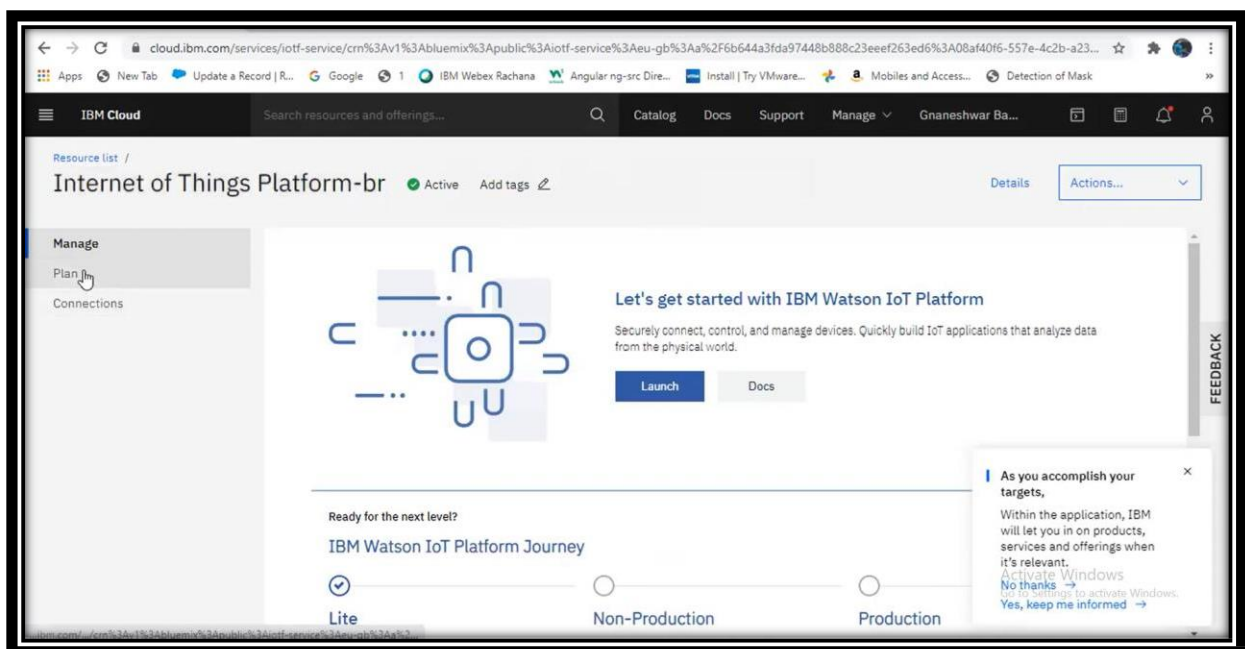 cloud.ibm.com/services/iotf-service/crn%3Av1%3Abluemix%3Apublic%3Aiotf-service%3Aeu-gb%3Aa%2F6b644a3fda97448b888c23eeef263ed6%3A08af40f6-557e-4c2b-a23...
Apps New Tab Update a Record | R... Google 1 IBM Webex Rachana Angular ng-src Dire... Install | Try VMware... Mobiles and Access... Detection of Mask »
IBM Cloud Search resources and offerings... Catalog Docs Support Manage Gnaneshwar Ba...
Resource list /
Internet of Things Platform-br Active Add tags Details Actions...
Manage
Plan
Connections
Let's get started with IBM Watson IoT Platform
Securely connect, control, and manage devices. Quickly build IoT applications that analyze data
from the physical world.
Launch Docs
FEEDBACK
Ready for the next level?
IBM Watson IoT Platform Journey
Lite Non-Production Production
As you accomplish your
targets,
Within the application, IBM
will let you in on products,
services and offerings when
it's relevant.
Activate Windows
No thanks →
Go to Settings to activate Windows.
Yes, keep me informed →